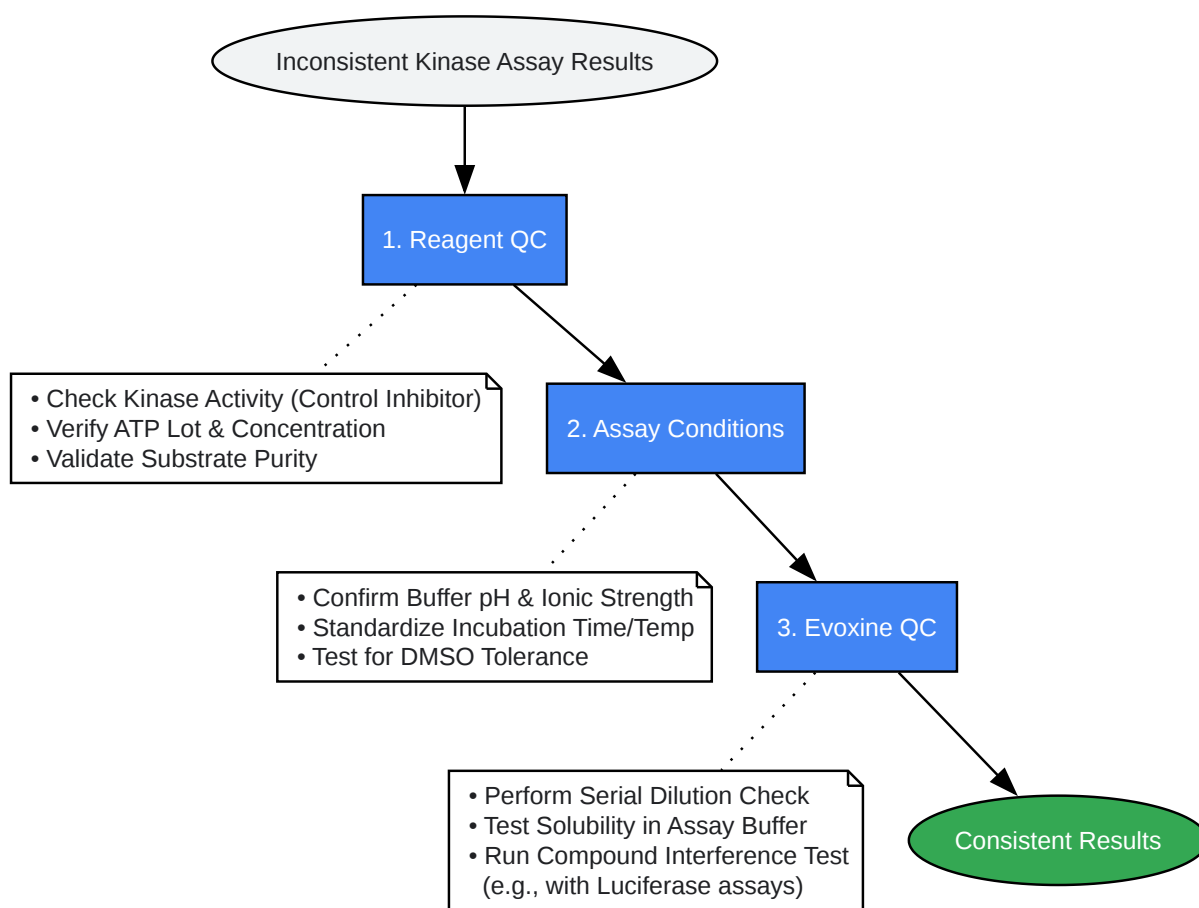 Inconsistent Kinase Assay Results
1. Reagent QC
• Check Kinase Activity (Control Inhibitor)
• Verify ATP Lot & Concentration
• Validate Substrate Purity
2. Assay Conditions
• Confirm Buffer pH & Ionic Strength
• Standardize Incubation Time/Temp
• Test for DMSO Tolerance
3. Evoxine QC
• Perform Serial Dilution Check
• Test Solubility in Assay Buffer
• Run Compound Interference Test
(e.g., with Luciferase assays)
Consistent Results